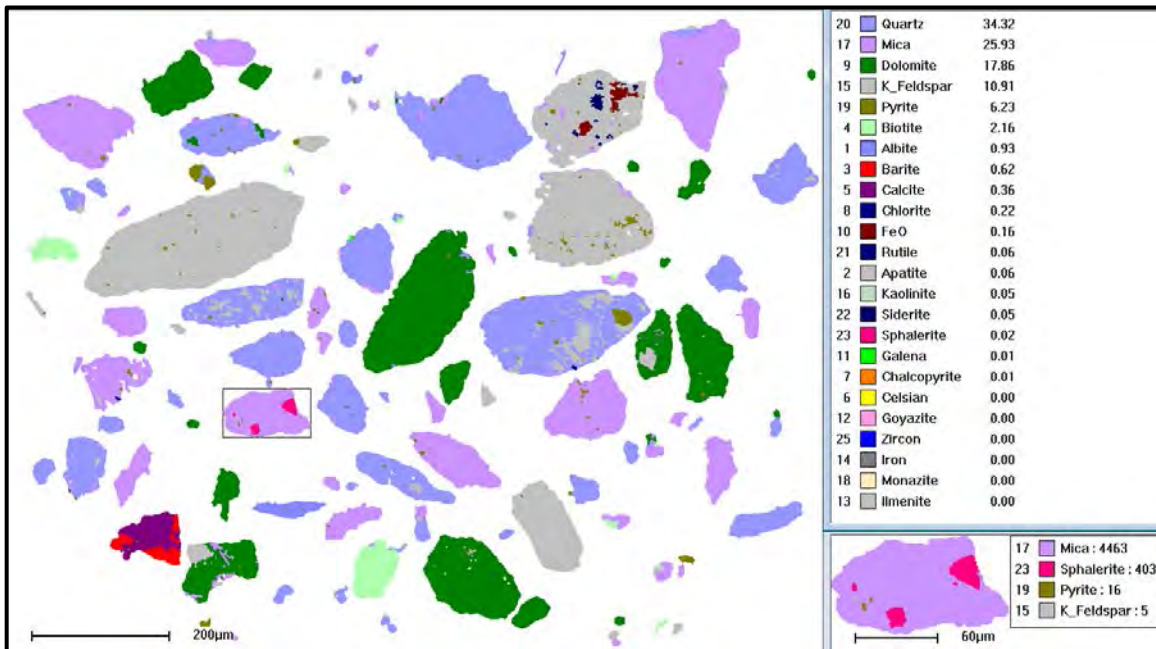 20 Quartz 34.32
17 Mica 25.93
9 Dolomite 17.86
15 K_Feldspar 10.91
19 Pyrite 6.23
4 Biotite 2.16
1 Albite 0.93
3 Barite 0.62
5 Calcite 0.36
8 Chlorite 0.22
10 FeO 0.16
21 Rutile 0.06
2 Apatite 0.06
16 Kaolinite 0.05
22 Siderite 0.05
23 Sphalerite 0.02
11 Galena 0.01
7 Chalcopyrite 0.01
6 Celsian 0.00
12 Goyazite 0.00
25 Zircon 0.00
14 Iron 0.00
18 Monazite 0.00
13 Ilmenite 0.00
200µm
17 Mica : 4463
23 Sphalerite : 403
19 Pyrite : 16
15 K_Feldspar : 5
60µm